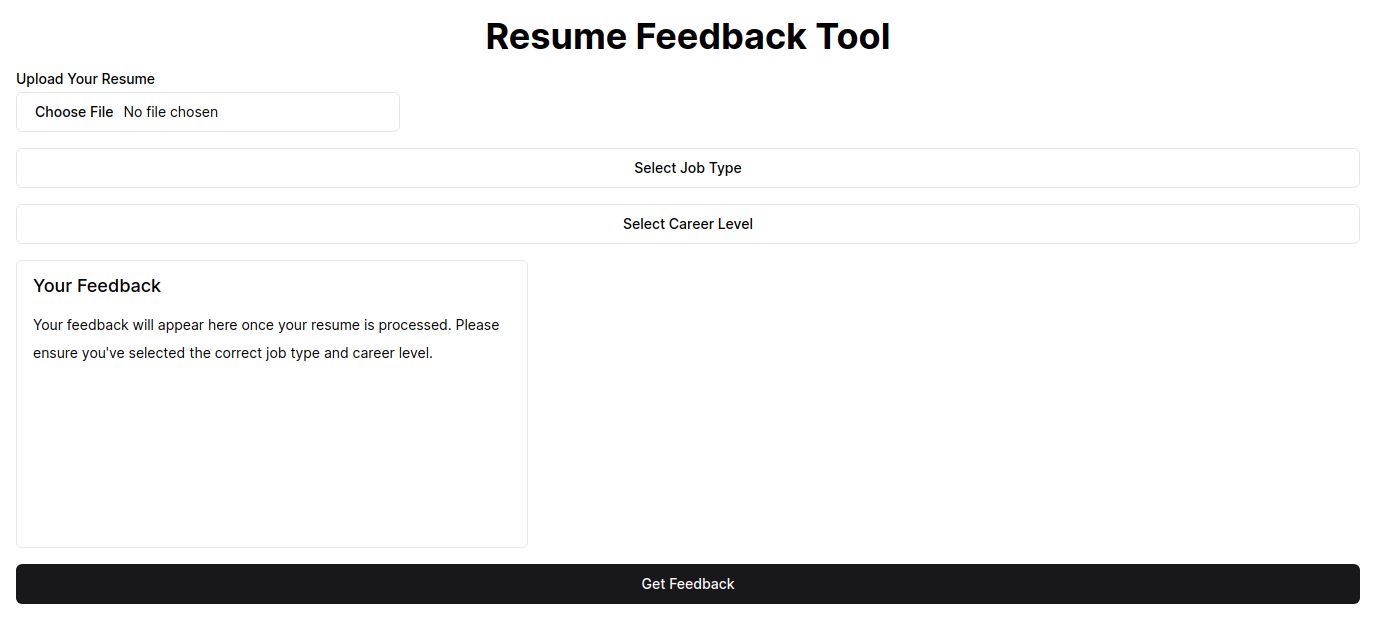 Resume Feedback Tool
Upload Your Resume
Choose File No file chosen
Select Job Type
Select Career Level
Your Feedback
Your feedback will appear here once your resume is processed. Please
ensure you've selected the correct job type and career level.
Get Feedback